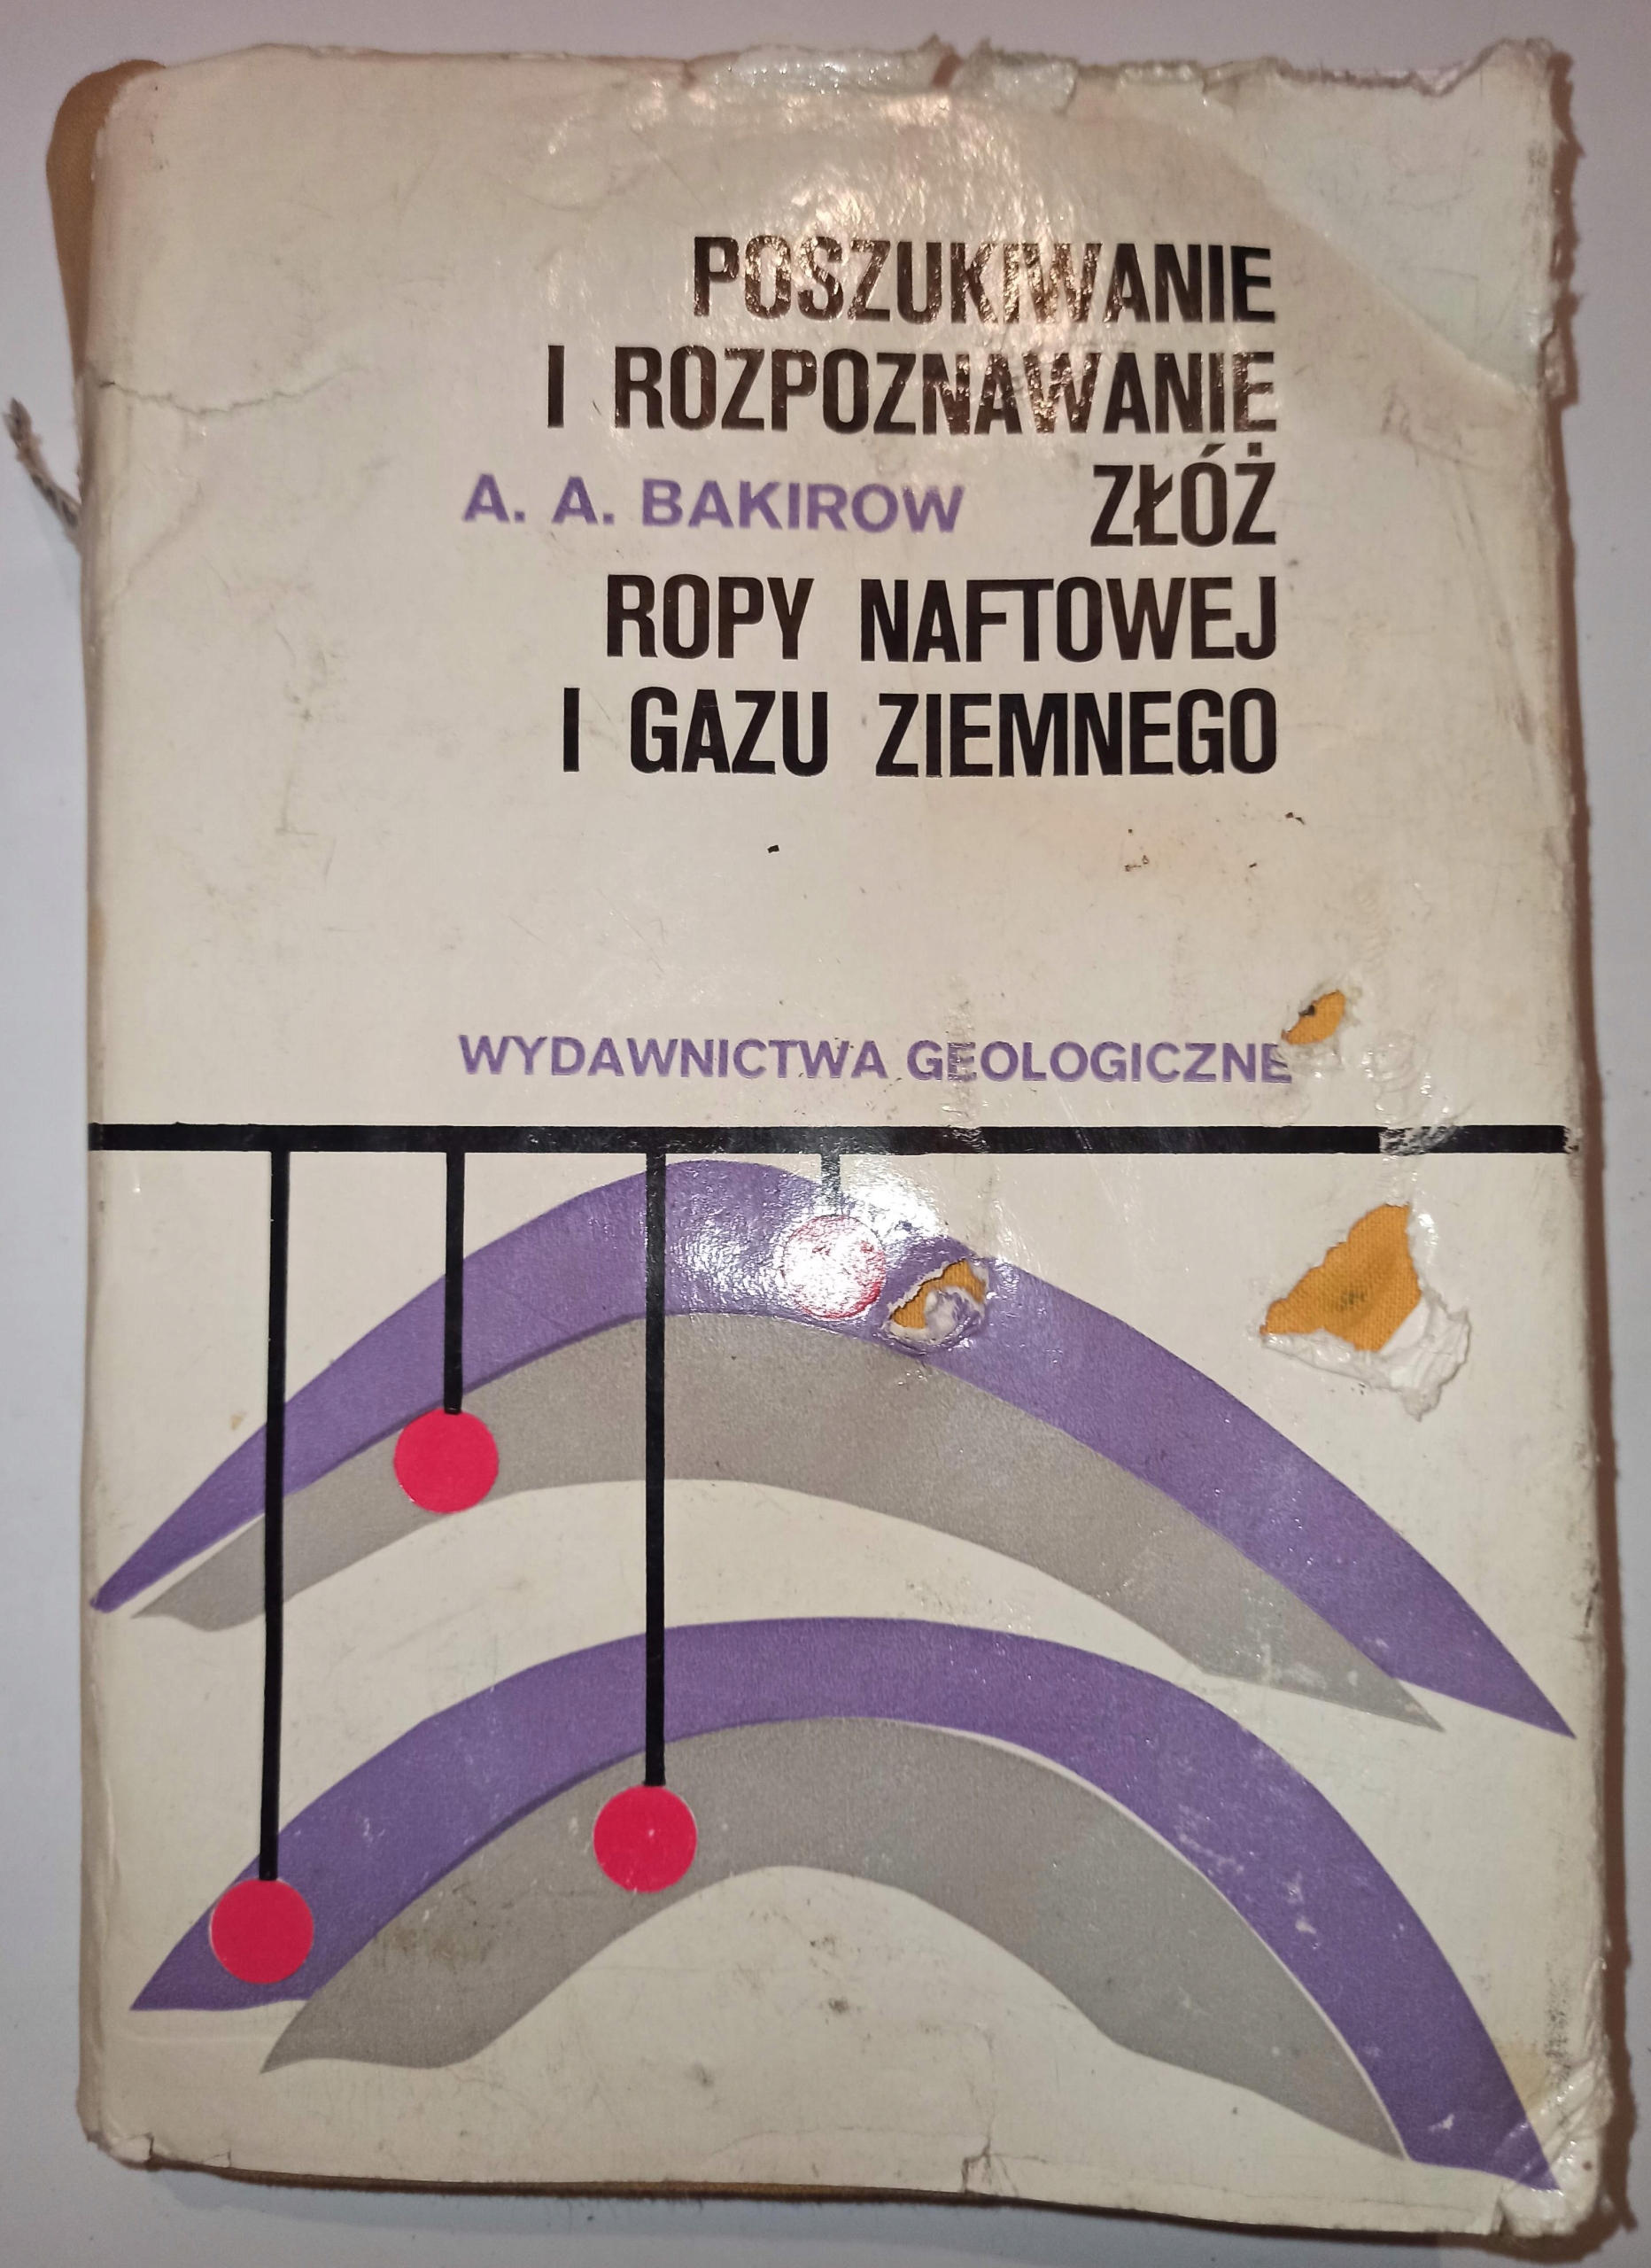 POSZUKIWANIE
I ROZPOZNAWANIE
A. A. BAKIROW ZŁÓŻ
ROPY NAFTOWEJ
I GAZU ZIEMNEGO
WYDAWNICTWA GEOLOGICZNE